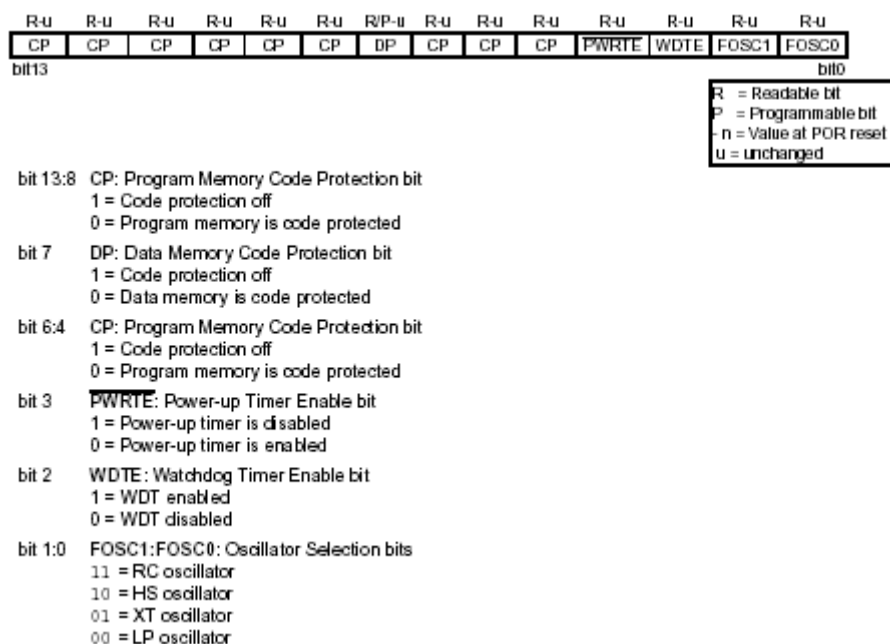 R-u R-u R-u R-u R-u R-u R/P-u R-u R-u R-u R-u R-u R-u R-u
CP CP CP CP CP CP DP CP CP CP PWRTE WDTE FOSC1 FOSC0
bit13 bit0
R = Readable bit
P = Programmable bit
- n = Value at POR reset
u = unchanged
bit 13:8 CP: Program Memory Code Protection bit
1 = Code protection off
0 = Program memory is code protected
bit 7 DP: Data Memory Code Protection bit
1 = Code protection off
0 = Data memory is code protected
bit 6:4 CP: Program Memory Code Protection bit
1 = Code protection off
0 = Program memory is code protected
bit 3 PWRTE: Power-up Timer Enable bit
1 = Power-up timer is disabled
0 = Power-up timer is enabled
bit 2 WDTE: Watchdog Timer Enable bit
1 = WDT enabled
0 = WDT disabled
bit 1:0 FOSC1:FOSC0: Oscillator Selection bits
11 = RC oscillator
10 = HS oscillator
01 = XT oscillator
00 = LP oscillator